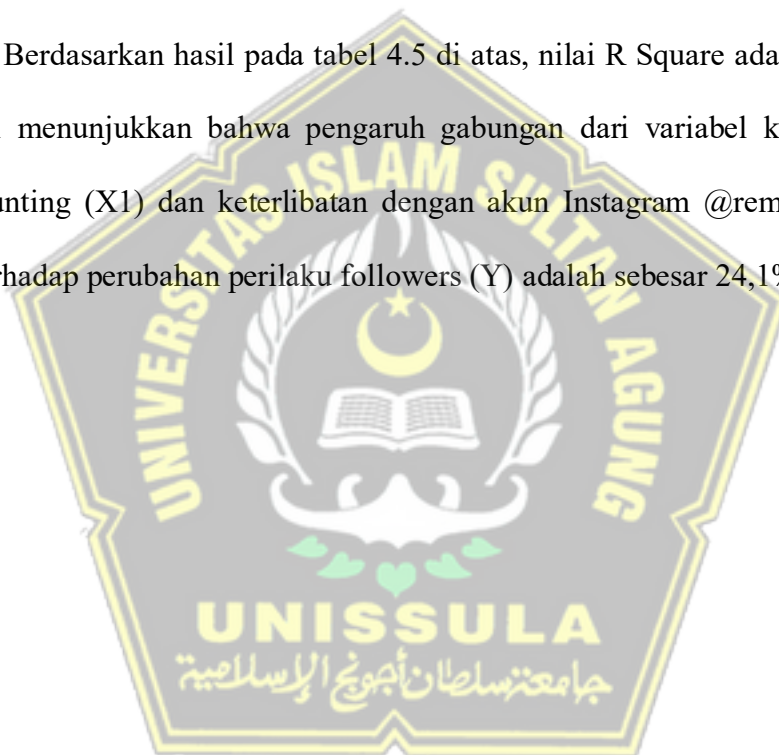 Berdasarkan hasil pada tabel 4.5 di atas, nilai R Square ada
menunjukkan bahwa pengaruh gabungan dari variabel k
unting (X1) dan keterlibatan dengan akun Instagram @rem
rhadap perubahan perilaku followers (Y) adalah sebesar 24,1%
UNIVERSITAS ISLAM SULTAN AGUNG
UNISSULA
جامعة سلطان أجونج الإسلامية